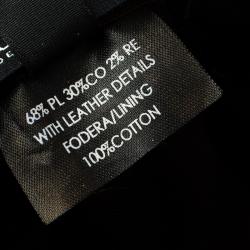 68% PL 30%CO 2% RE
WITH LEATHER DETAILS
FODERA/LINING
100%COTTON